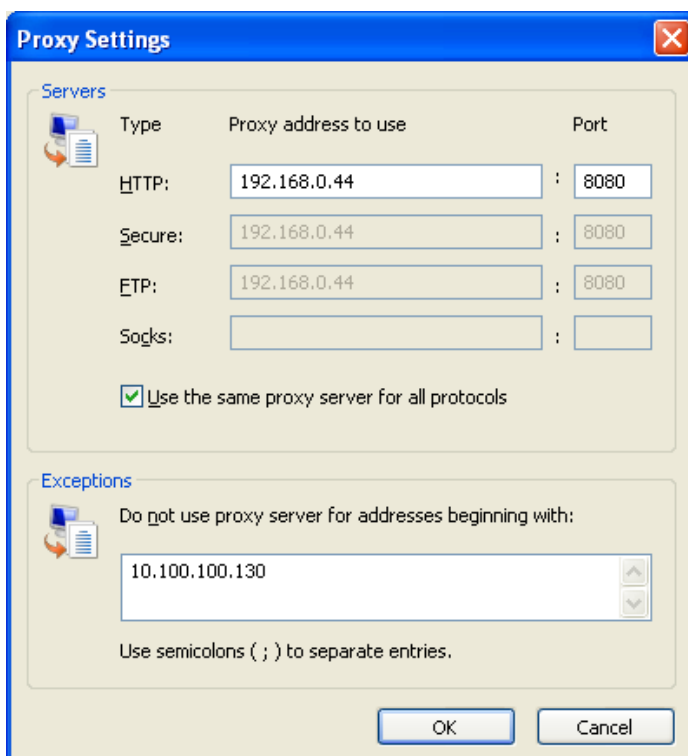 Proxy Settings
Servers
Type Proxy address to use Port
HTTP: 192.168.0.44 : 8080
Secure: 192.168.0.44 : 8080
FTP: 192.168.0.44 : 8080
Socks: :
Use the same proxy server for all protocols
Exceptions
Do not use proxy server for addresses beginning with:
10.100.100.130
Use semicolons ( ; ) to separate entries.
OK Cancel